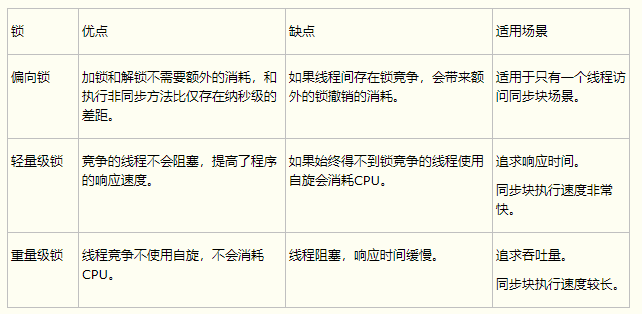 锁 优点 缺点 适用场景
偏向锁
加锁和解锁不需要额外的消耗，和
执行非同步方法比仅存在纳秒级的
差距。
如果线程间存在锁竞争，会带来额
外的锁撤销的消耗。
适用于只有一个线程访
问同步块场景。
轻量级锁
竞争的线程不会阻塞，提高了程序
的响应速度。
如果始终得不到锁竞争的线程使用
自旋会消耗CPU。
追求响应时间。
同步块执行速度非常
快。
重量级锁
线程竞争不使用自旋，不会消耗
CPU。
线程阻塞，响应时间缓慢。
追求吞吐量。
同步块执行速度较长。